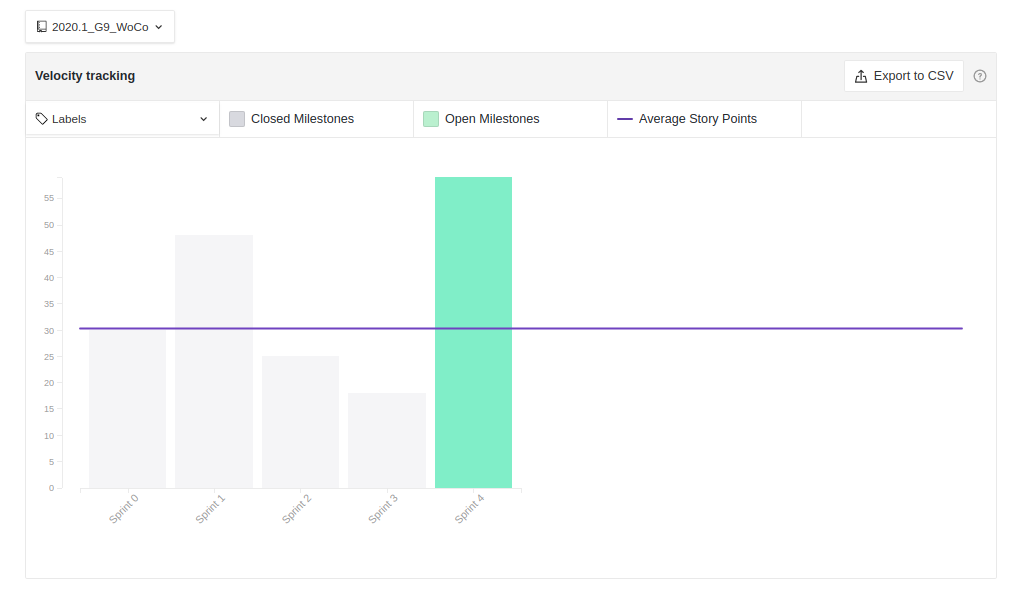 2020.1_G9_WoCo
Velocity tracking
Export to CSV
?
Labels
Closed Milestones
Open Milestones
Average Story Points
55
50
45
40
35
30
25
20
15
10
5
0
Sprint 0
Sprint 1
Sprint 2
Sprint 3
Sprint 4